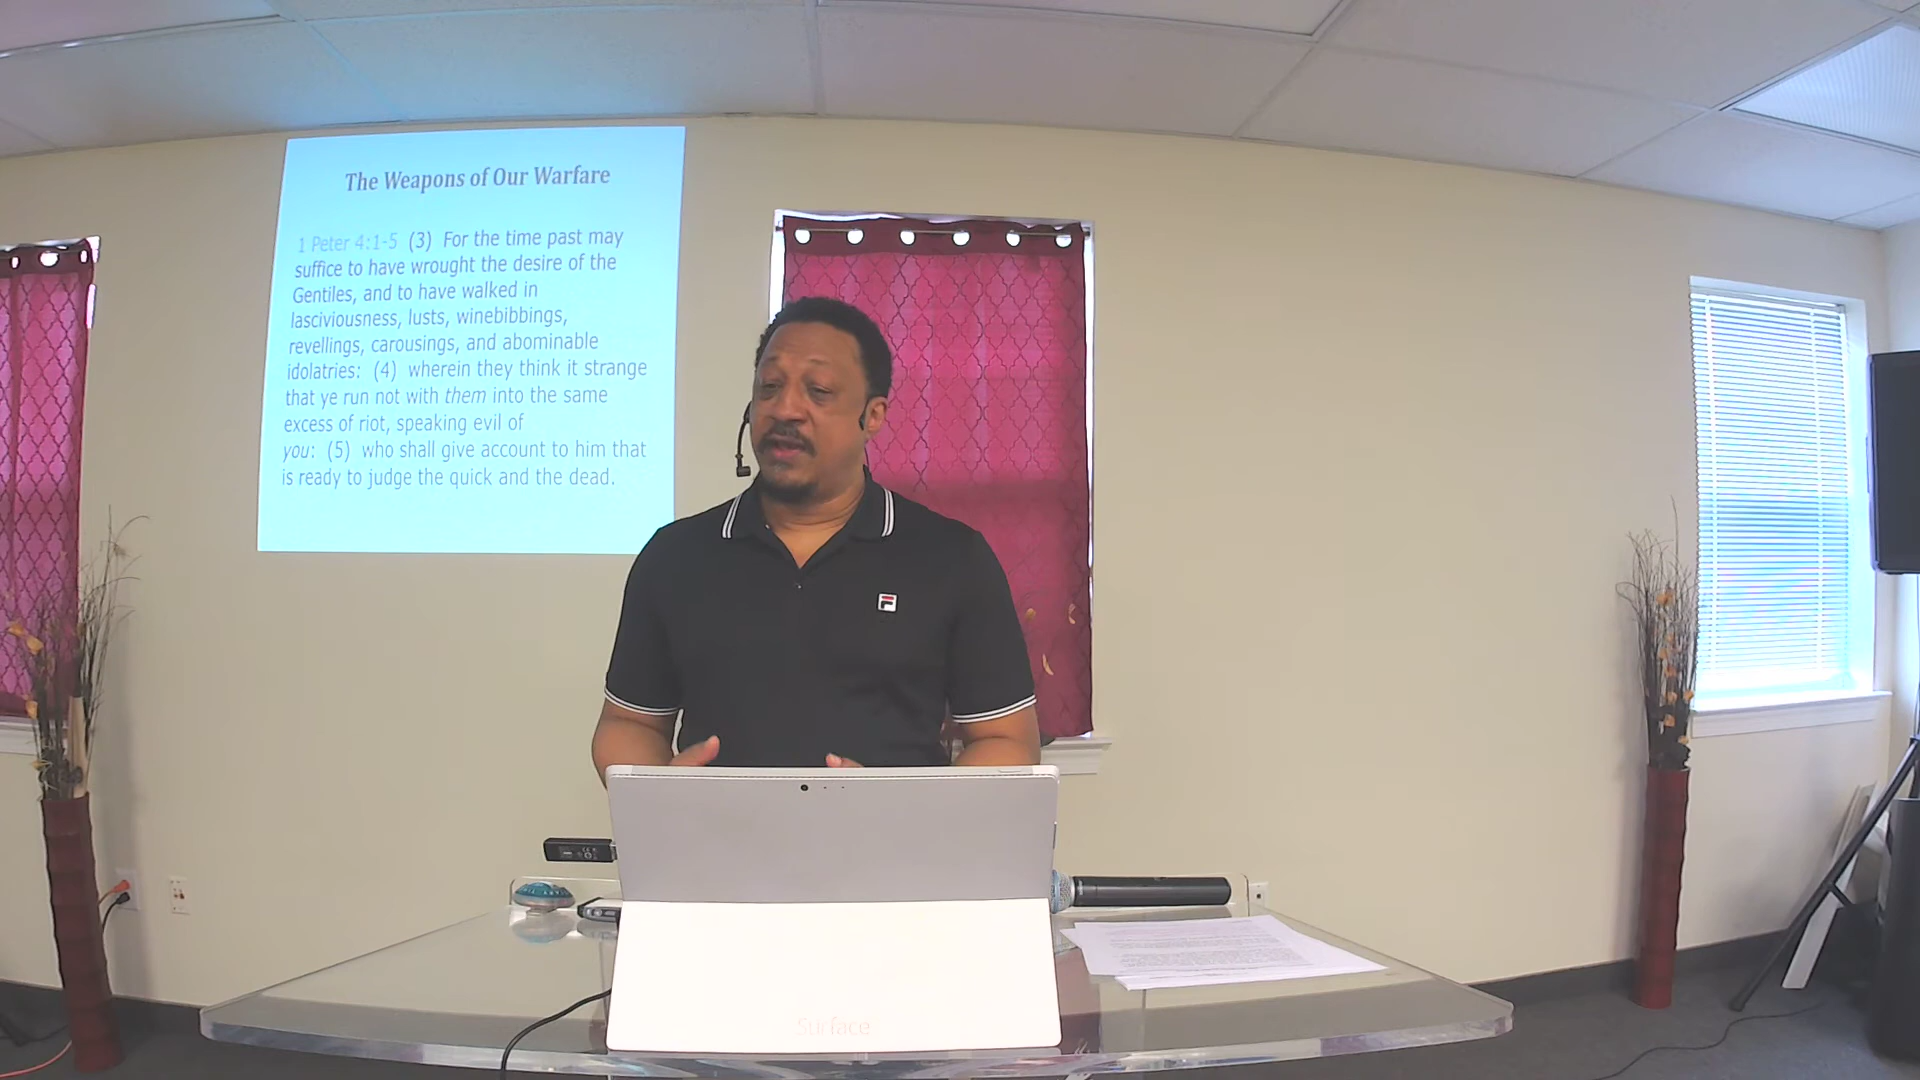 The Weapons of Our Warfare
1 Peter 4:1-5 (3) For the time past may
suffice to have wrought the desire of the
Gentiles, and to have walked in
lasciviousness, lusts, winebibbings,
revellings, carousings, and abominable
idolatries: (4) wherein they think it strange
that ye run not with them into the same
excess of riot, speaking evil of
you: (5) who shall give account to him that
is ready to judge the quick and the dead.
Surface